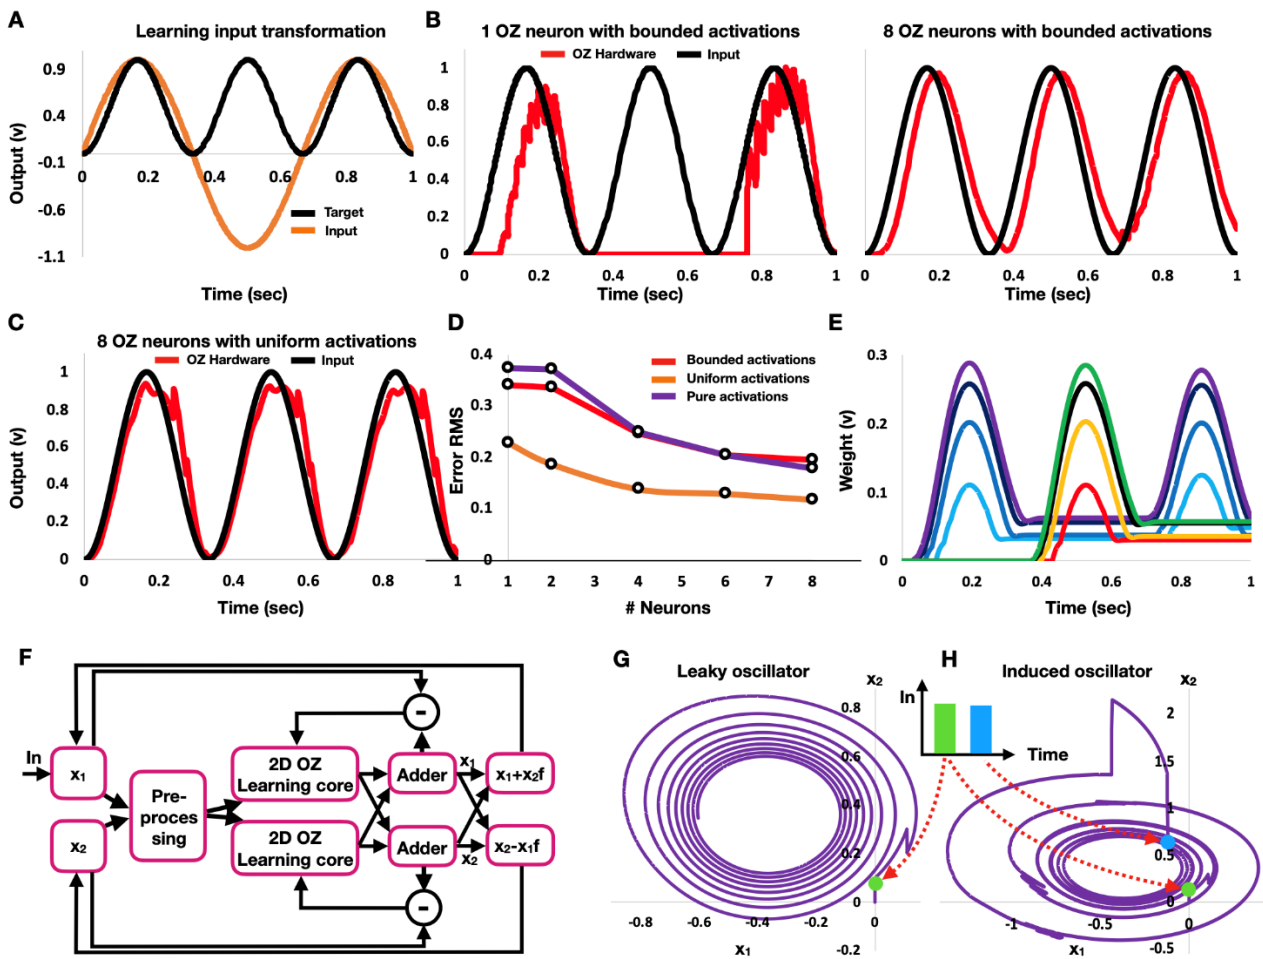 A
Learning input transformation
0.9
0.4
-0.1
-0.6
-1.1
Output (v)
0
0.2
0.4
0.6
0.8
1
Target
Input
Time (sec)
B
1 OZ neuron with bounded activations
OZ Hardware
Input
1
0.8
0.6
0.4
0.2
0
0
0.2
0.4
0.6
0.8
1
Time (sec)
8 OZ neurons with bounded activations
0
0.2
0.4
0.6
0.8
1
Time (sec)
C
8 OZ neurons with uniform activations
OZ Hardware
Input
1
0.8
0.6
0.4
0.2
0
Output (v)
0
0.2
0.4
0.6
0.8
1
Time (sec)
D
0.4
0.3
0.2
0.1
0
Error RMS
Bounded activations
Uniform activations
Pure activations
1
2
3
4
5
6
7
8
# Neurons
E
0.3
0.2
0.1
0
Weight (v)
0
0.2
0.4
0.6
0.8
1
Time (sec)
F
In
x1
x2
Pre-
proces
sing
2D OZ
Learning core
2D OZ
Learning core
-
Adder
Adder
-
x1
x2
x1+x2f
x2-x1f
G
Leaky oscillator
x2
0.8
0.6
0.4
0.2
0
-0.2
-0.8
-0.6
-0.4
-0.2
0
x1
In
Time
H
Induced oscillator
x2
2
1.5
1
0.5
0
-0.5
-1
-0.5
0
x1